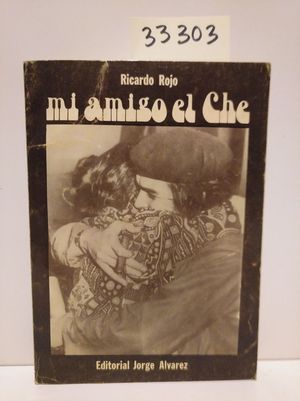 33303
Ricardo Rojo
mi amigo el Che
Editorial Jorge Alvarez